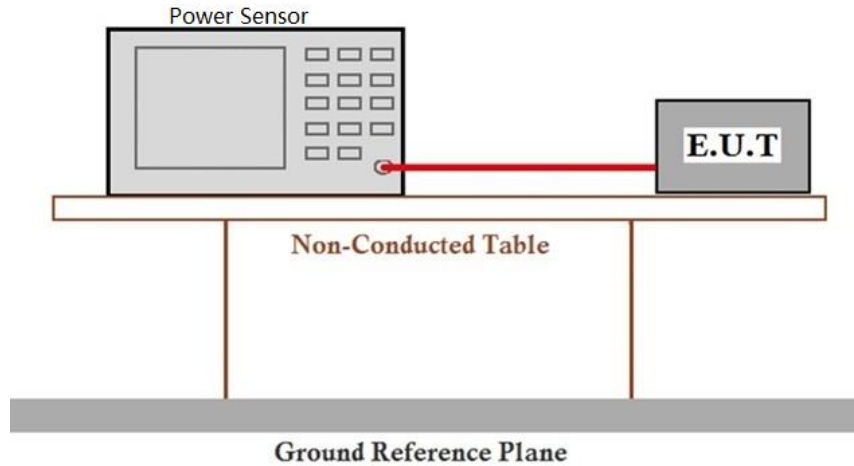 Power Sensor
E.U.T
Non-Conducted Table
Ground Reference Plane